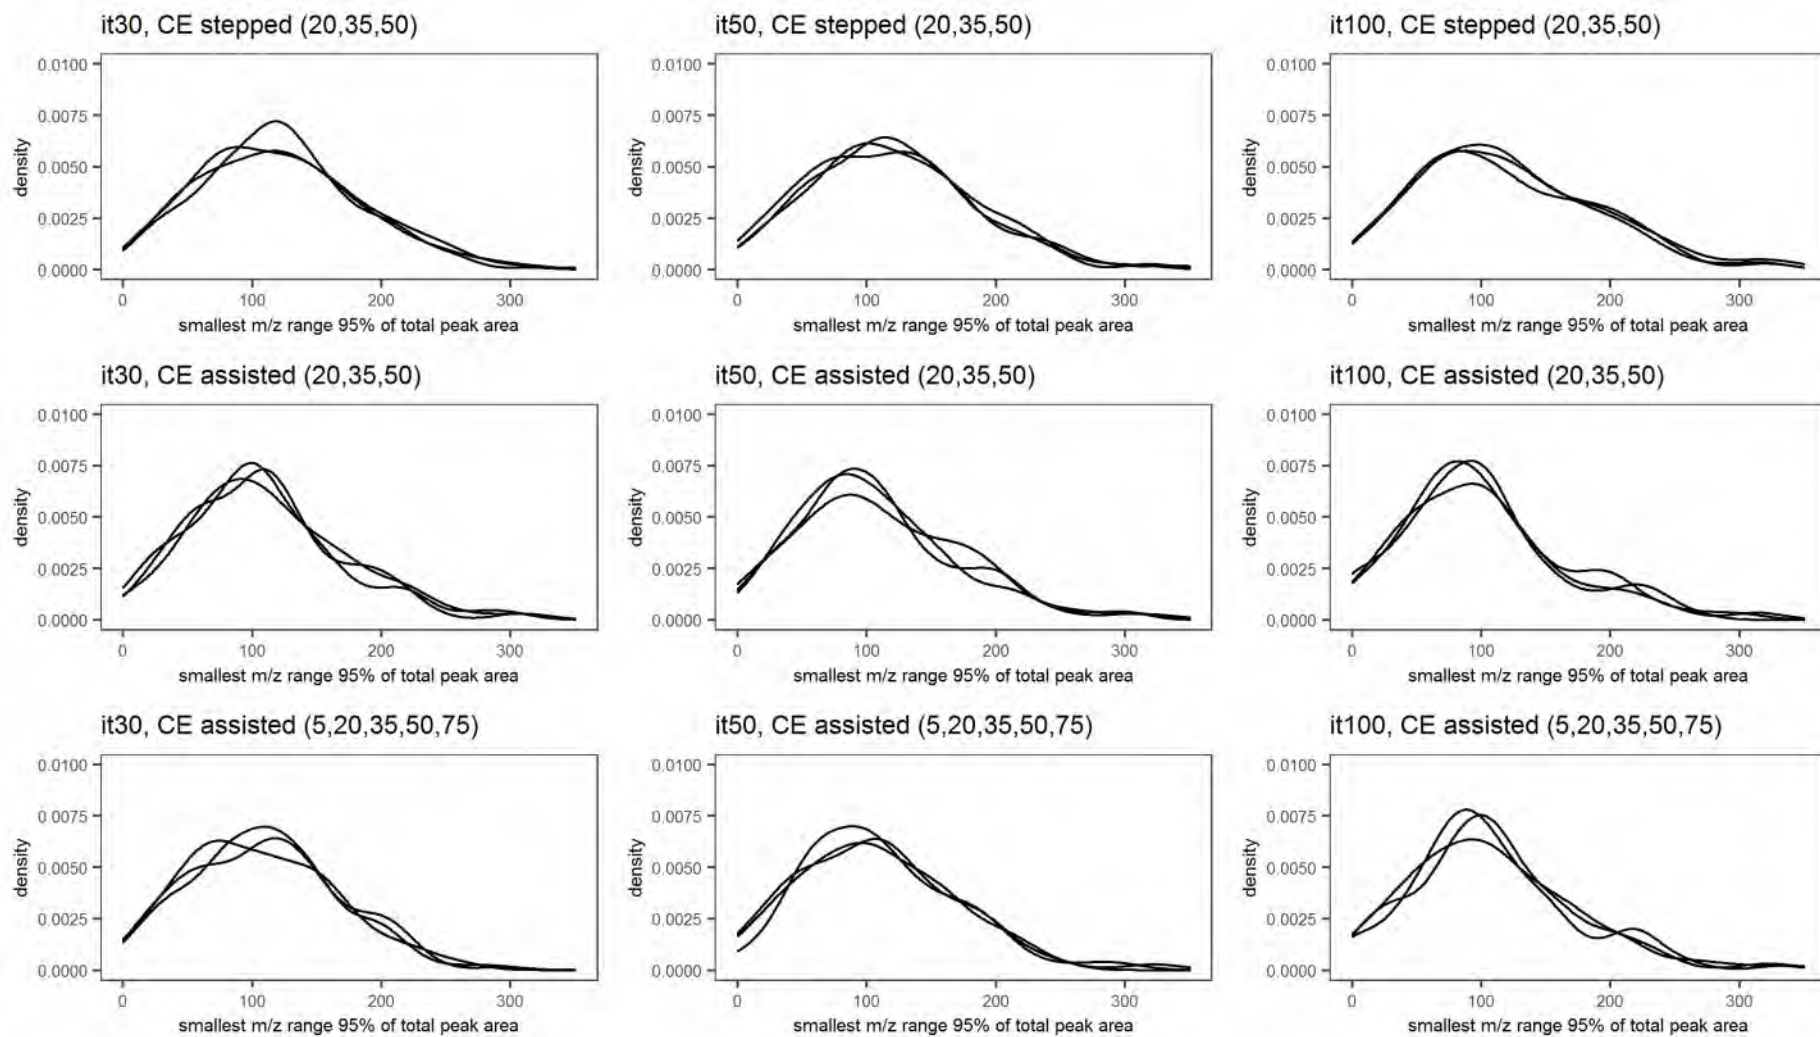 it30, CE stepped (20,35,50)
0.0100
0.0075
0.0050
0.0025
0.0000
density
0 100 200 300
smallest m/z range 95% of total peak area
it50, CE stepped (20,35,50)
0.0100
0.0075
0.0050
0.0025
0.0000
density
0 100 200 300
smallest m/z range 95% of total peak area
it100, CE stepped (20,35,50)
0.0100
0.0075
0.0050
0.0025
0.0000
density
0 100 200 300
smallest m/z range 95% of total peak area
it30, CE assisted (20,35,50)
0.0100
0.0075
0.0050
0.0025
0.0000
density
0 100 200 300
smallest m/z range 95% of total peak area
it50, CE assisted (20,35,50)
0.0100
0.0075
0.0050
0.0025
0.0000
density
0 100 200 300
smallest m/z range 95% of total peak area
it100, CE assisted (20,35,50)
0.0100
0.0075
0.0050
0.0025
0.0000
density
0 100 200 300
smallest m/z range 95% of total peak area
it30, CE assisted (5,20,35,50,75)
0.0100
0.0075
0.0050
0.0025
0.0000
density
0 100 200 300
smallest m/z range 95% of total peak area
it50, CE assisted (5,20,35,50,75)
0.0100
0.0075
0.0050
0.0025
0.0000
density
0 100 200 300
smallest m/z range 95% of total peak area
it100, CE assisted (5,20,35,50,75)
0.0100
0.0075
0.0050
0.0025
0.0000
density
0 100 200 300
smallest m/z range 95% of total peak area